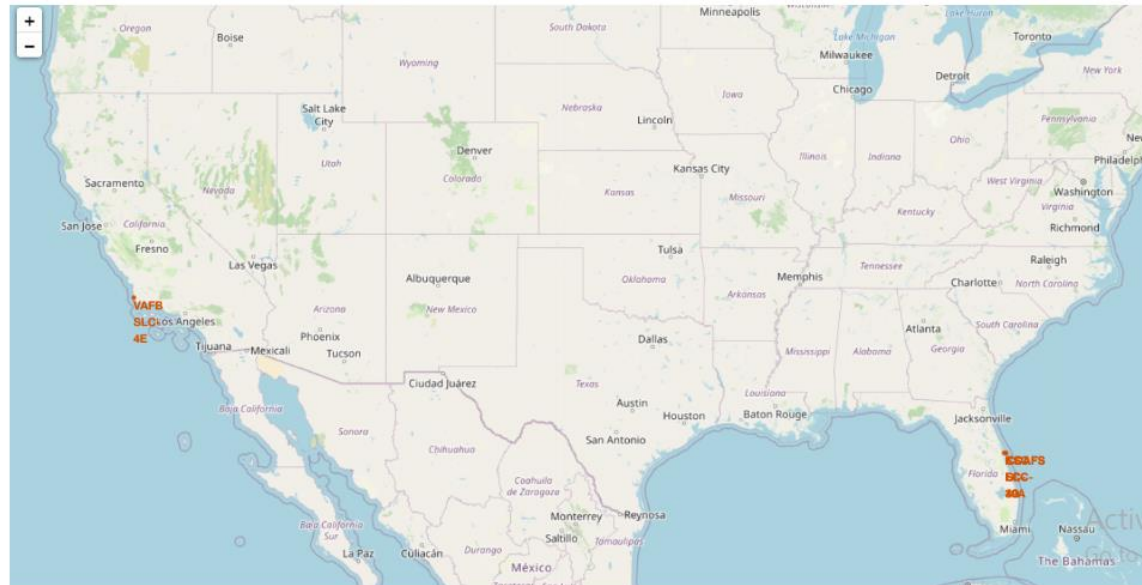 +
−
Oregon
Boise
Wyoming
South Dakota
Minneapolis
Wisconsin
Lake Michigan
Lake Huron
Toronto
Milwaukee
Detroit
Chicago
New York
Iowa
Nebraska
Lincoln
Salt Lake
City
Utah
Nevada
Denver
Colorado
Kansas
Kansas City
Missouri
Illinois
Indiana
Ohio
Pennsylvania
Philadelph
West Virginia
Washington
Virginia
Richmond
Kentucky
Sacramento
San Jose
California
Fresno
Las Vegas
Albuquerque
New Mexico
Arizona
Phoenix
Tucson
Tulsa
Oklahoma
Arkansas
Memphis
Tennessee
Raleigh
Charlotte
North Carolina
South Carolina
Atlanta
Georgia
Alabama
Mississippi
VAFB
SLC-
4E
Los Angeles
Tijuana
Mexicali
Dallas
Texas
Louisiana
Ciudad Juárez
Austin
Houston
Baton Rouge
San Antonio
Jacksonville
Florida
Miami
Nassau
The Bahamas
Baja California
Sonora
Chihuahua
Coahuila
de Zaragoza
Monterrey
Reynosa
Saltillo
Tamaulipas
Baja California
Sur
La Paz
Culiacán
Durango
México
Activ
Go to